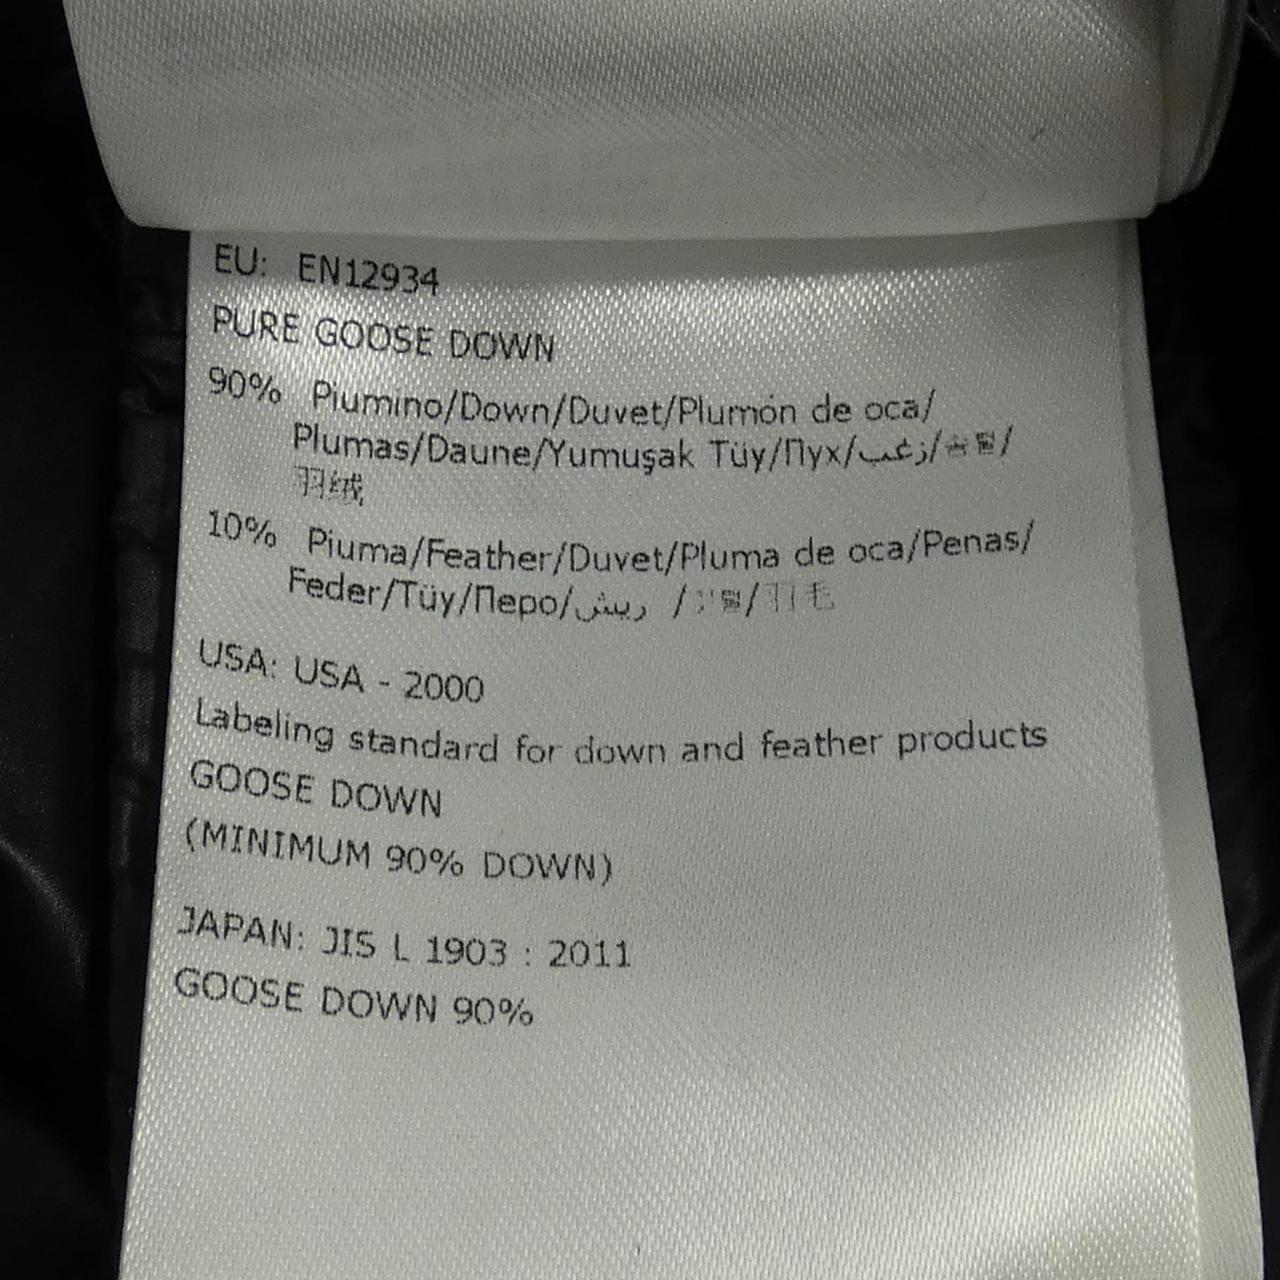 EU: EN12934
PURE GOOSE DOWN
90% Piumino/Down/Duvet/Plumón de oca/
Plumas/Daune/Yumuşak Tüy/Пух/زغب/솜털/
羽绒
10% Piuma/Feather/Duvet/Pluma de oca/Penas/
Feder/Tüy/Перо/ريش /깃털/羽毛
USA: USA - 2000
Labeling standard for down and feather products
GOOSE DOWN
(MINIMUM 90% DOWN)
JAPAN: JIS L 1903 : 2011
GOOSE DOWN 90%